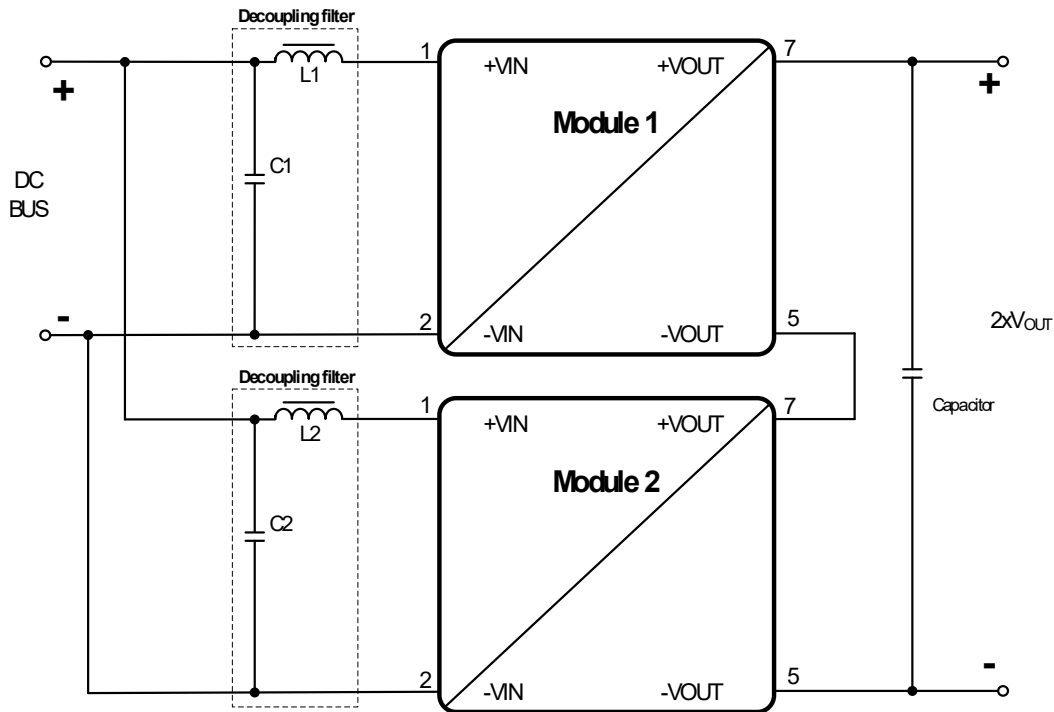 Decoupling filter
1
7
+
L1
+VIN
+VOUT
+
Module 1
C1
DC
BUS
-
2
-VIN
-VOUT
5
2xVOUT
Decoupling filter
1
7
Capacitor
L2
+VIN
+VOUT
Module 2
C2
2
-VIN
-VOUT
5
-